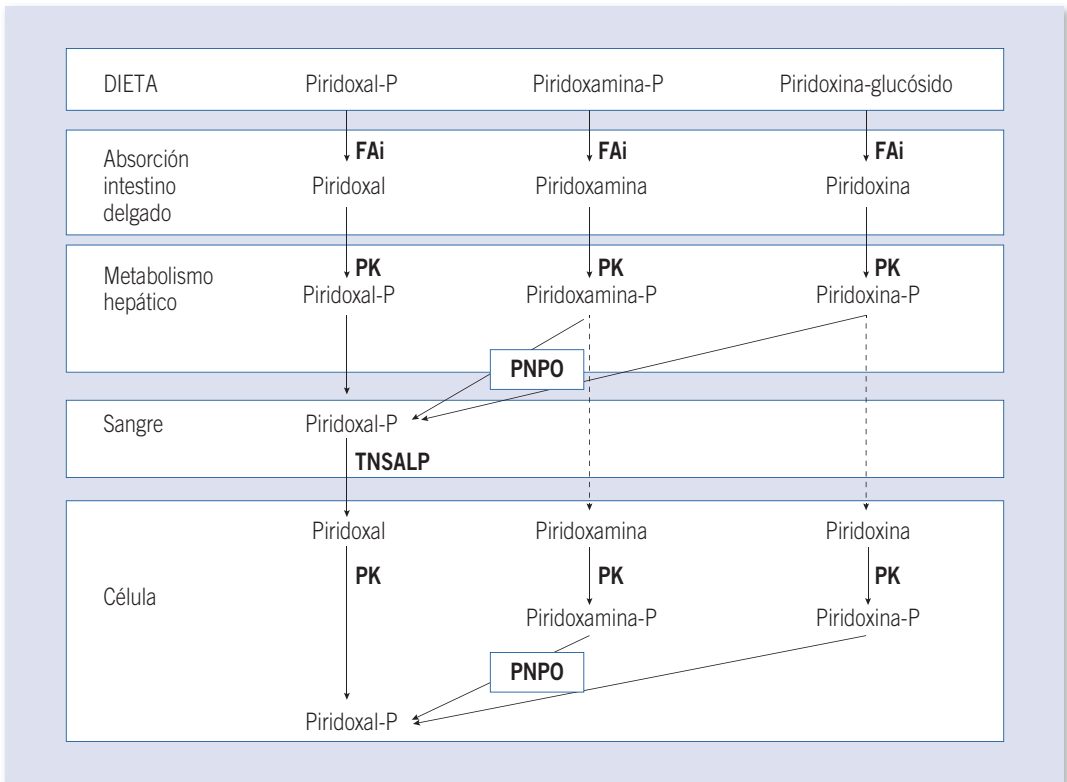 DIETA Piridoxal-P Piridoxamina-P Piridoxina-glucósido
FAi FAi FAi
Absorción
intestino
delgado
Piridoxal Piridoxamina Piridoxina
PK PK PK
Metabolismo
hepático
Piridoxal-P Piridoxamina-P Piridoxina-P
PNPO
Sangre Piridoxal-P
TNSALP
Piridoxal Piridoxamina Piridoxina
PK PK PK
Célula
Piridoxamina-P Piridoxina-P
PNPO
Piridoxal-P